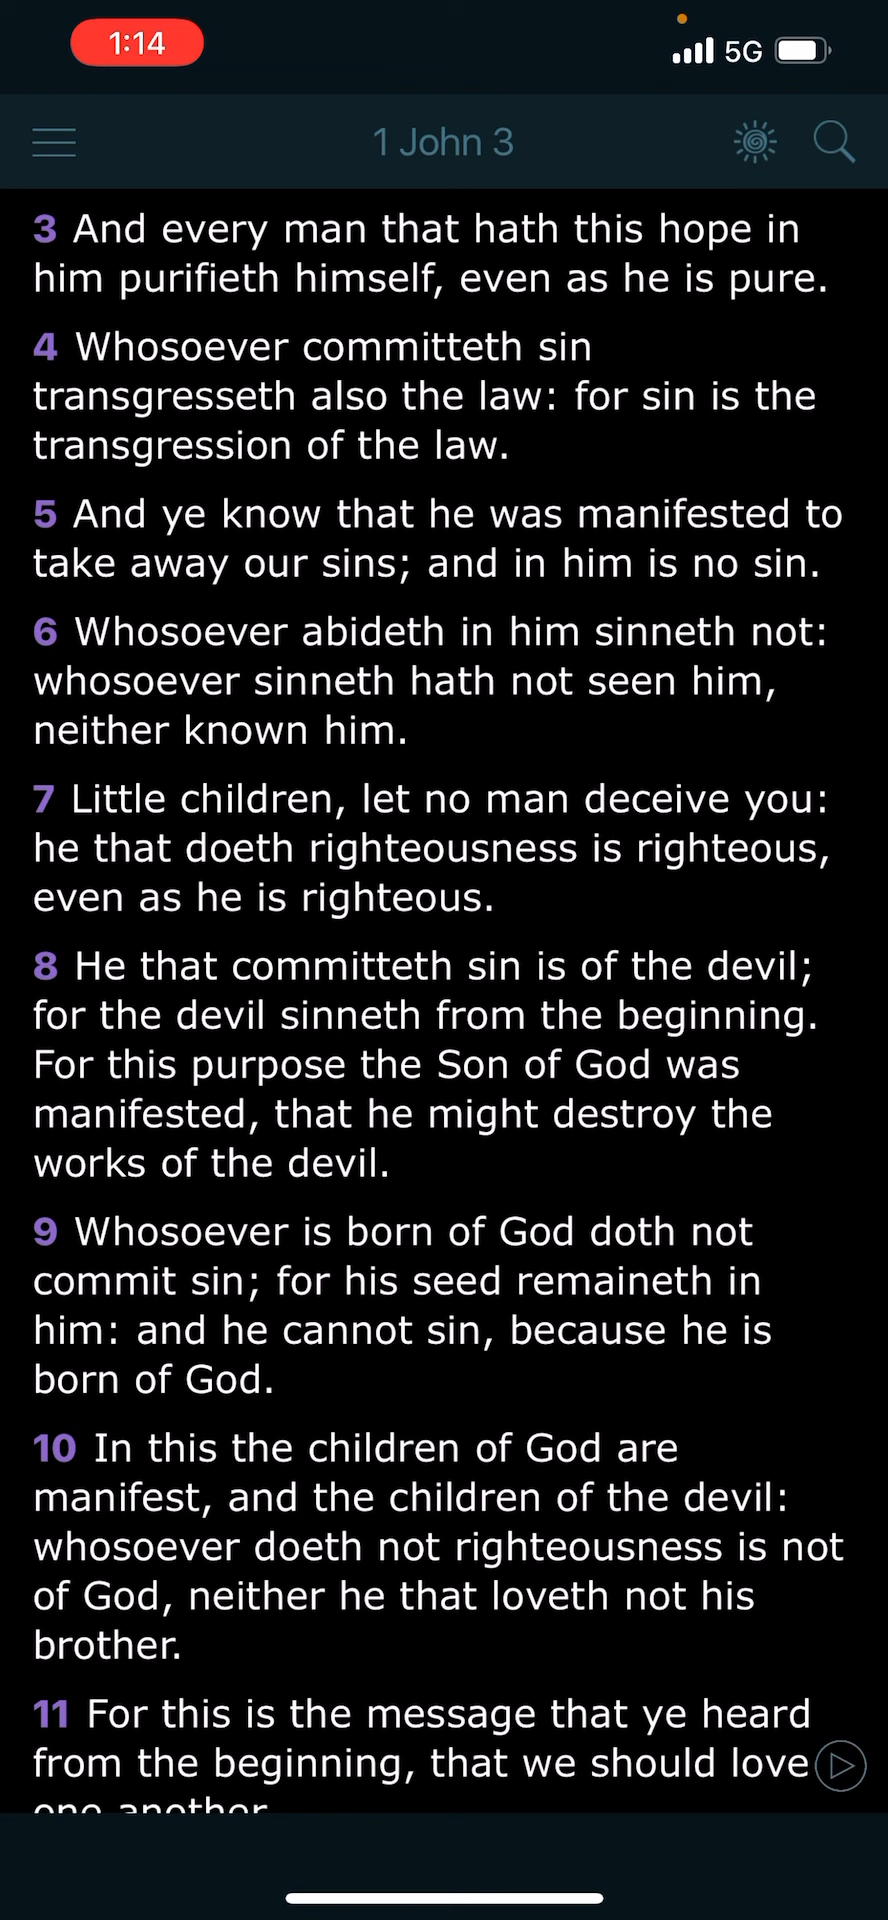 1:14
5G
1 John 3
3 And every man that hath this hope in
him purifieth himself, even as he is pure.
4 Whosoever committeth sin
transgresseth also the law: for sin is the
transgression of the law.
5 And ye know that he was manifested to
take away our sins; and in him is no sin.
6 Whosoever abideth in him sinneth not:
whosoever sinneth hath not seen him,
neither known him.
7 Little children, let no man deceive you:
he that doeth righteousness is righteous,
even as he is righteous.
8 He that committeth sin is of the devil;
for the devil sinneth from the beginning.
For this purpose the Son of God was
manifested, that he might destroy the
works of the devil.
9 Whosoever is born of God doth not
commit sin; for his seed remaineth in
him: and he cannot sin, because he is
born of God.
10 In this the children of God are
manifest, and the children of the devil:
whosoever doeth not righteousness is not
of God, neither he that loveth not his
brother.
11 For this is the message that ye heard
from the beginning, that we should love
one another